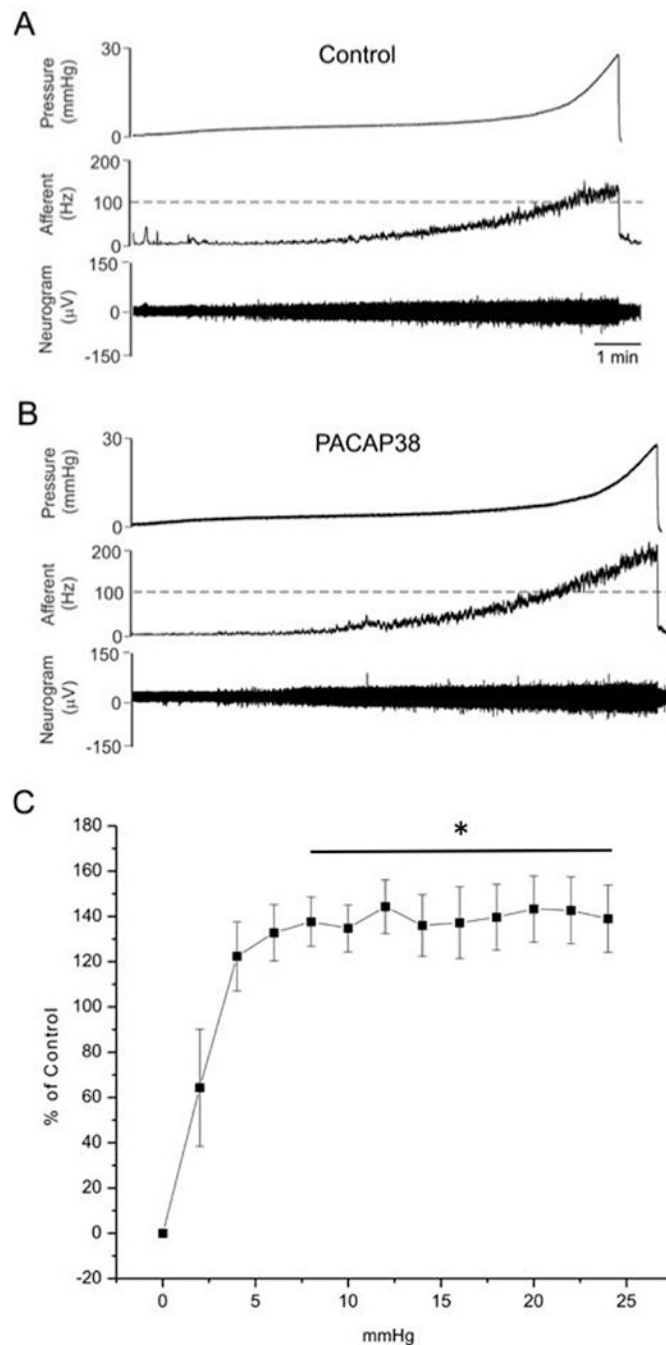 A
Control
30
Pressure
(mmHg)
0
200
Afferent
(Hz)
100
0
150
Neurogram
(μV)
0
-150
1 min
B
PACAP38
30
Pressure
(mmHg)
0
200
Afferent
(Hz)
100
0
150
Neurogram
(μV)
0
-150
C
180
*
160
140
120
100
80
60
40
20
0
-20
% of Control
0 5 10 15 20 25
mmHg